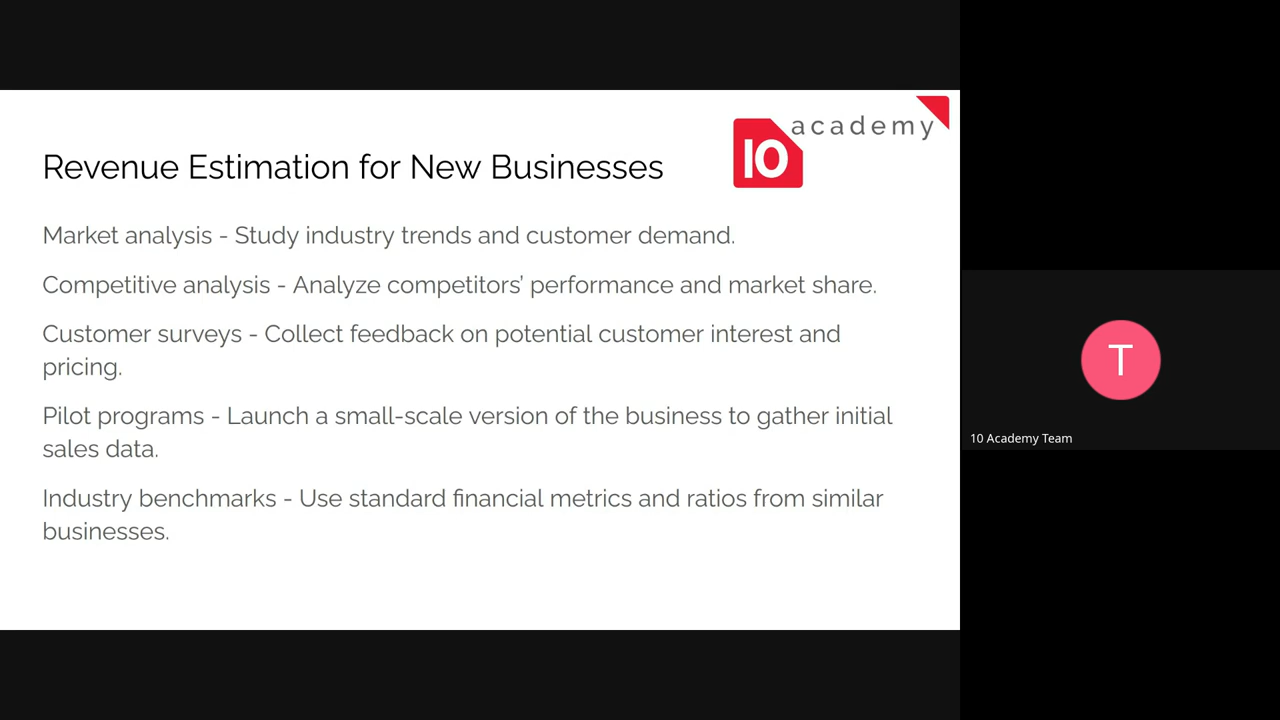 academy
10
Revenue Estimation for New Businesses
Market analysis - Study industry trends and customer demand.
Competitive analysis - Analyze competitors’ performance and market share.
Customer surveys - Collect feedback on potential customer interest and
pricing.
Pilot programs - Launch a small-scale version of the business to gather initial
sales data.
Industry benchmarks - Use standard financial metrics and ratios from similar
businesses.
T
10 Academy Team